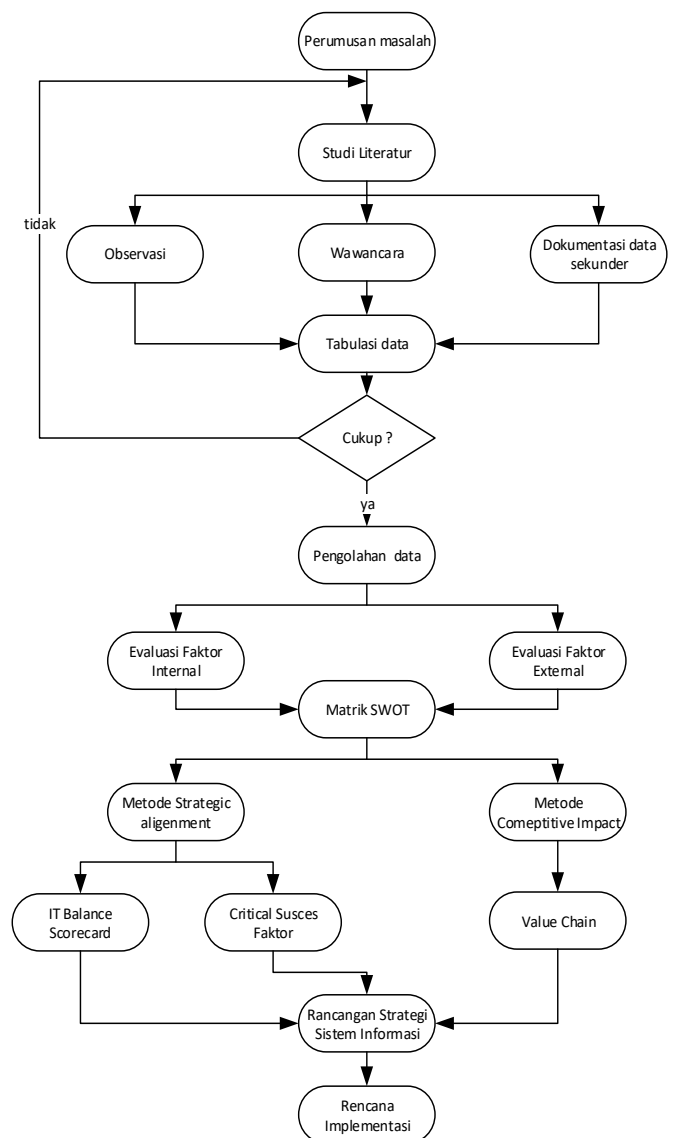 Perumusan masalah
Studi Literatur
tidak
Observasi
Wawancara
Dokumentasi data
sekunder
Tabulasi data
Cukup ?
ya
Pengolahan data
Evaluasi Faktor
Internal
Evaluasi Faktor
External
Matrik SWOT
Metode Strategic
aligenment
Metode
Comeptitive Impact
IT Balance
Scorecard
Critical Susces
Faktor
Value Chain
Rancangan Strategi
Sistem Informasi
Rencana
Implementasi